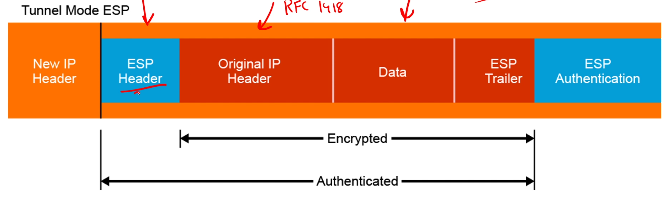 Tunnel Mode ESP
RFC 1918
New IP
Header
ESP
Header
Original IP
Header
Data
ESP
Trailer
ESP
Authentication
Encrypted
Authenticated